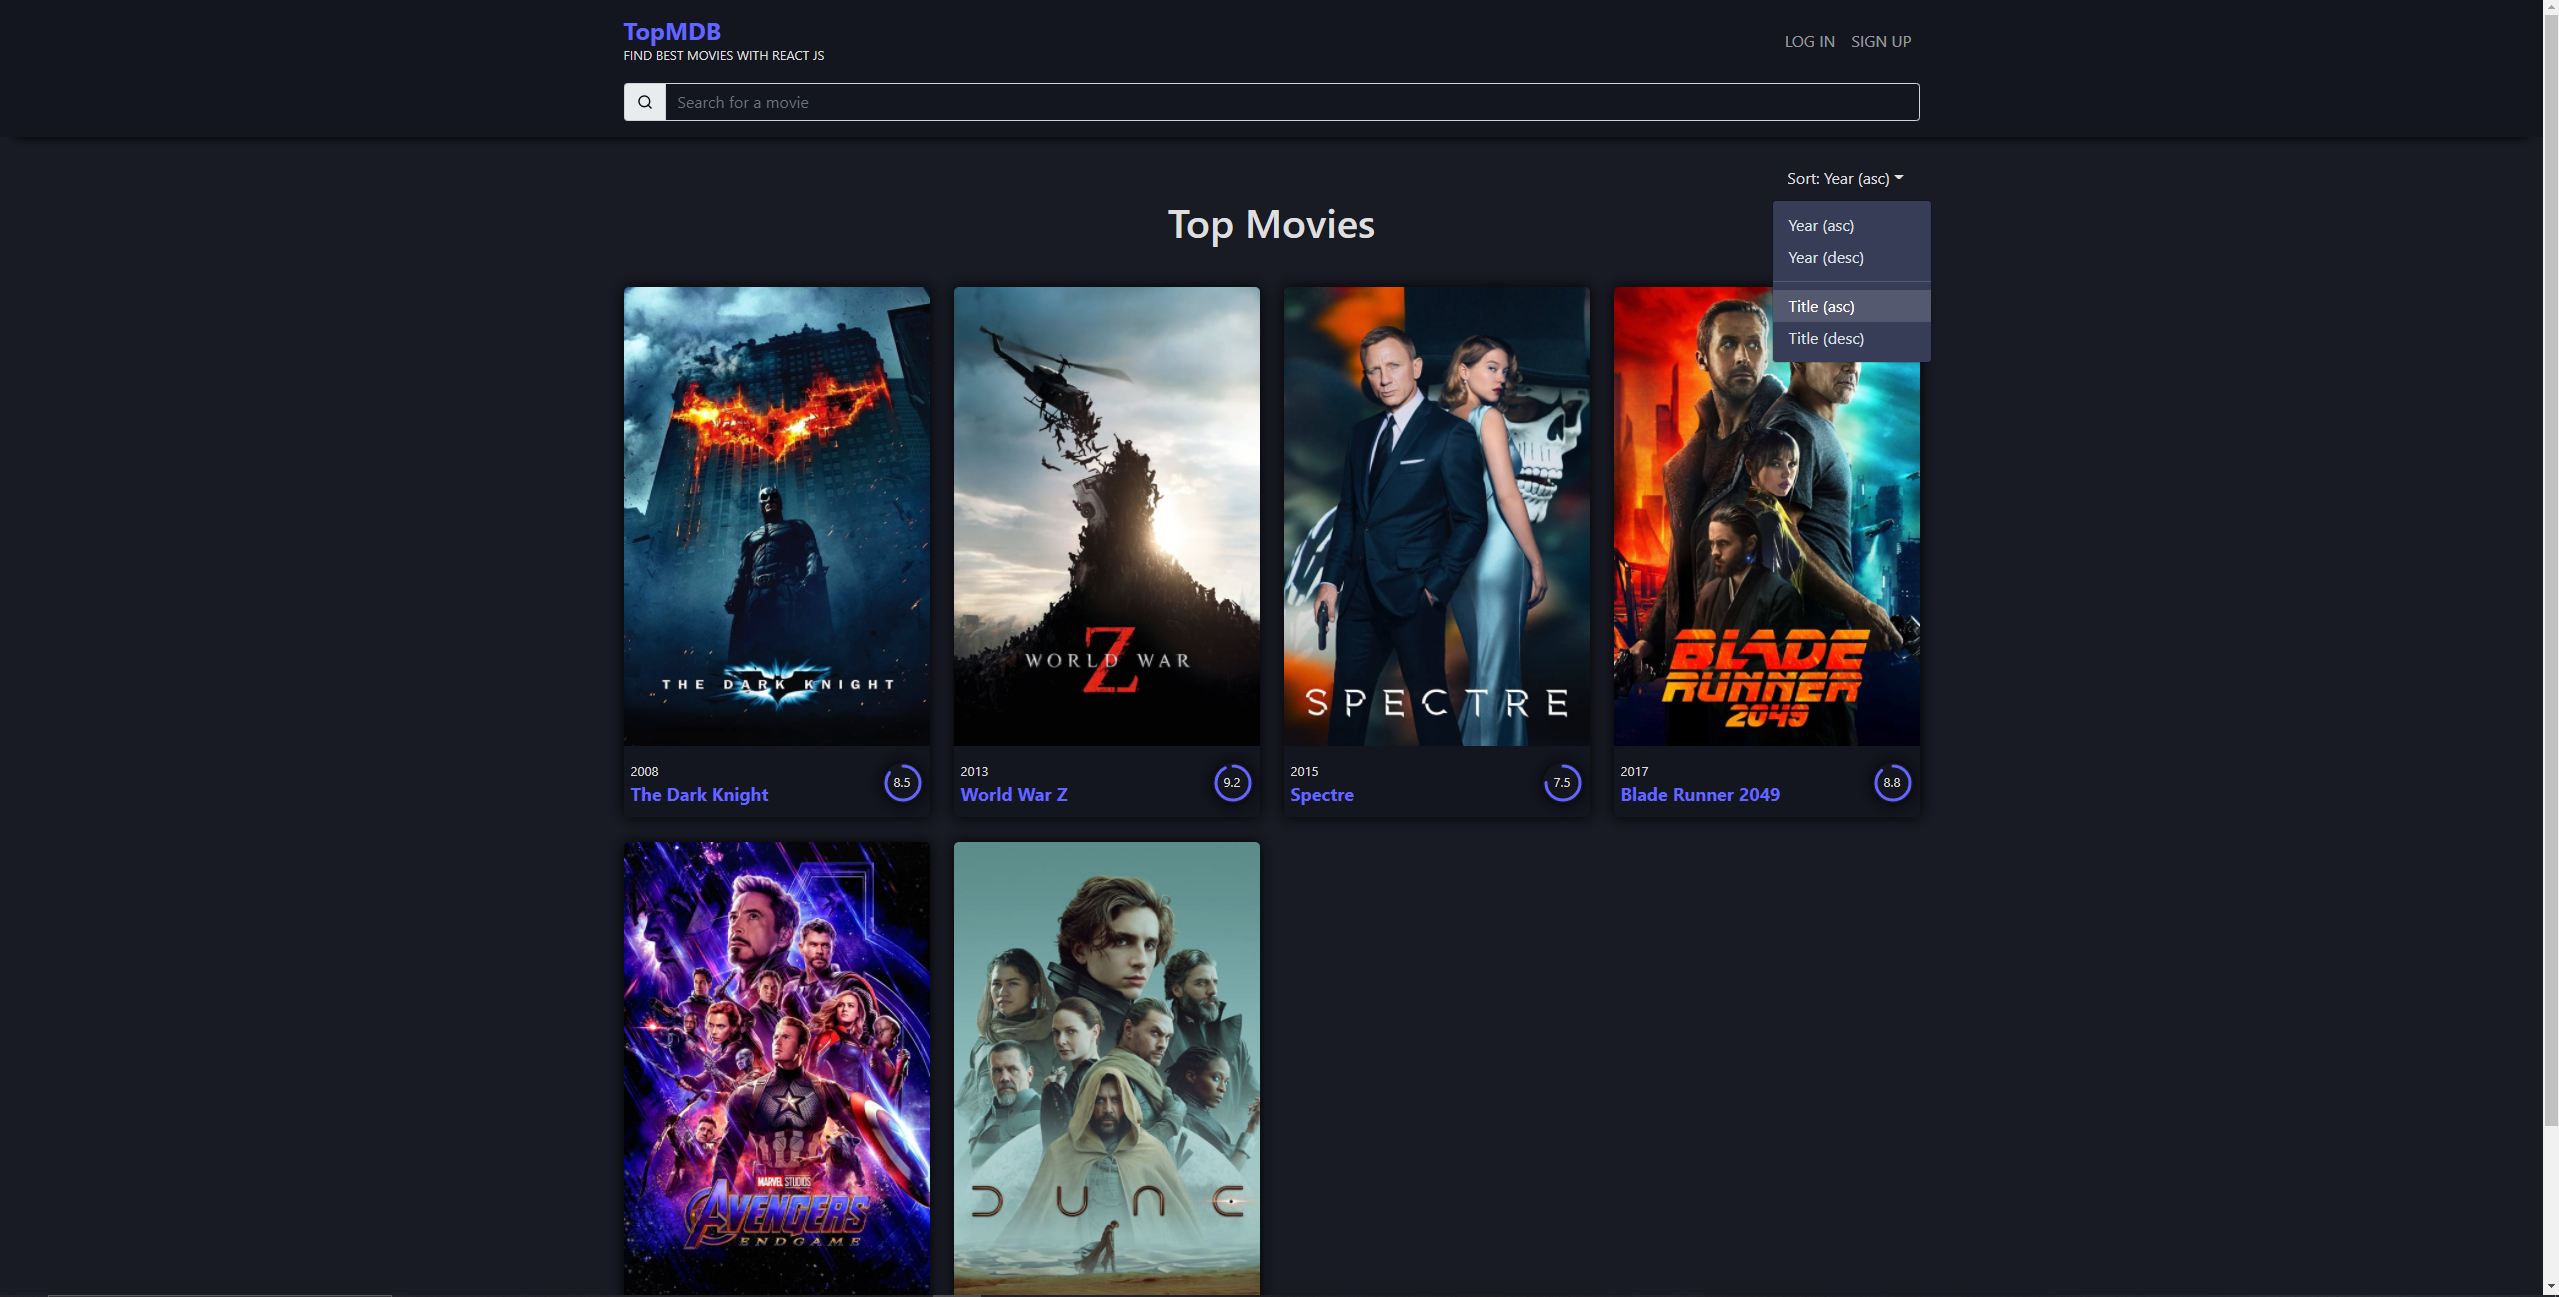 TopMDB
FIND BEST MOVIES WITH REACT JS
LOG IN SIGN UP
Search for a movie
Sort: Year (asc)
Year (asc)
Year (desc)
Title (asc)
Title (desc)
Top Movies
THE DARK KNIGHT
WORLD WAR
Z
SPECTRE
BLADE
RUNNER
2049
2008
The Dark Knight
8.5
2013
World War Z
9.2
2015
Spectre
7.5
2017
Blade Runner 2049
8.8
MARVEL STUDIOS
AVENGERS
ENDGAME
DUNE